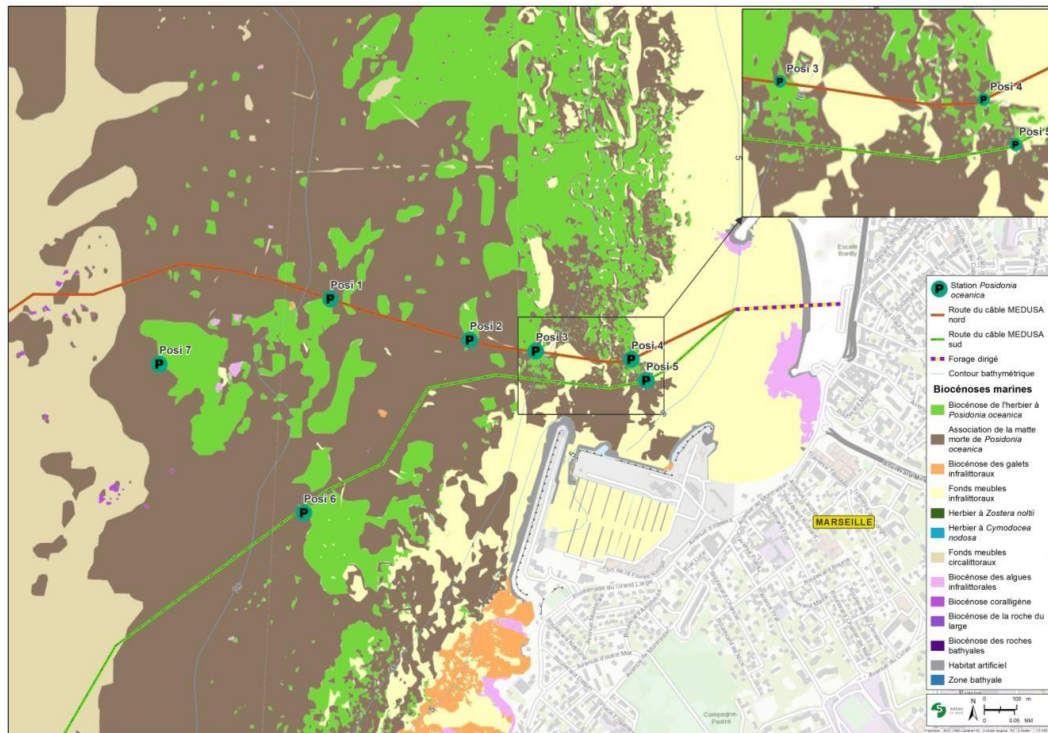 Posi 3
Posi 4
Posi 5
5
Escale
Borély
Posi 1
Posi 2
Posi 3
Posi 4
Posi 5
Posi 7
Posi 6
MARSEILLE
Campagne
Pastré
Station Posidonia
oceanica
Route du câble MEDUSA
nord
Route du câble MEDUSA
sud
Forage dirigé
Contour bathymétrique
Biocénoses marines
Biocénose de l'herbier à
Posidonia oceanica
Association de la matte
morte de Posidonia
oceanica
Biocénose des galets
infralittoraux
Fonds meubles
infralittoraux
Herbier à Zostera noltii
Herbier à Cymodocea
nodosa
Fonds meubles
circalittoraux
Biocénose des algues
infralittorales
Biocénose coralligène
Biocénose de la roche du
large
Biocénose des roches
bathyales
Habitat artificiel
Zone bathyale
N
0 100 m
0 0.05 NM